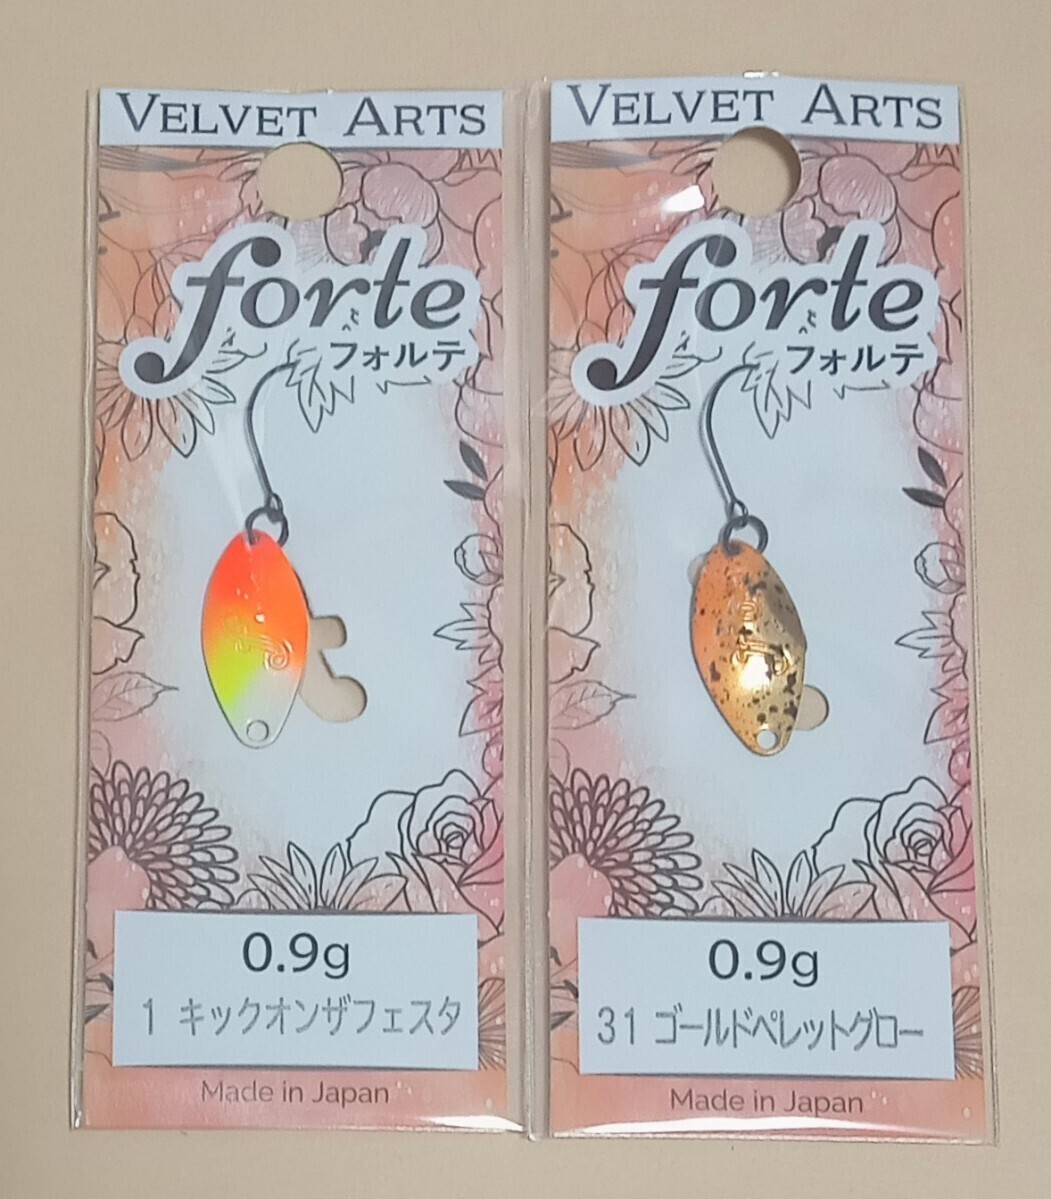 VELVET ARTS
forte
フォルテ
0.9g
1 キックオンザフェスタ
Made in Japan
VELVET ARTS
forte
フォルテ
0.9g
31 ゴールドペレットグロー
Made in Japan